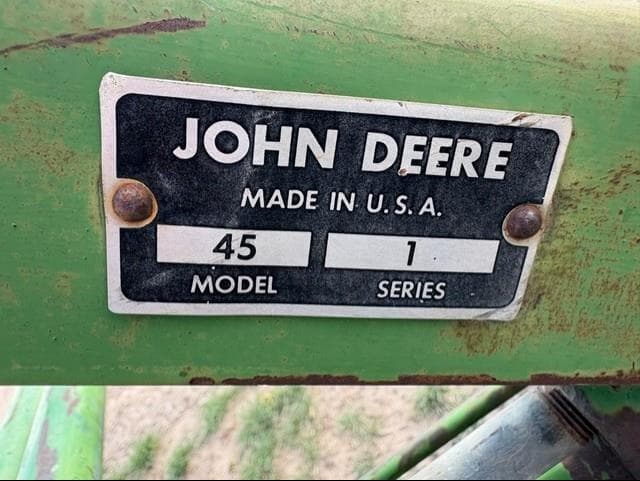 JOHN DEERE
MADE IN U.S.A.
45 1
MODEL SERIES